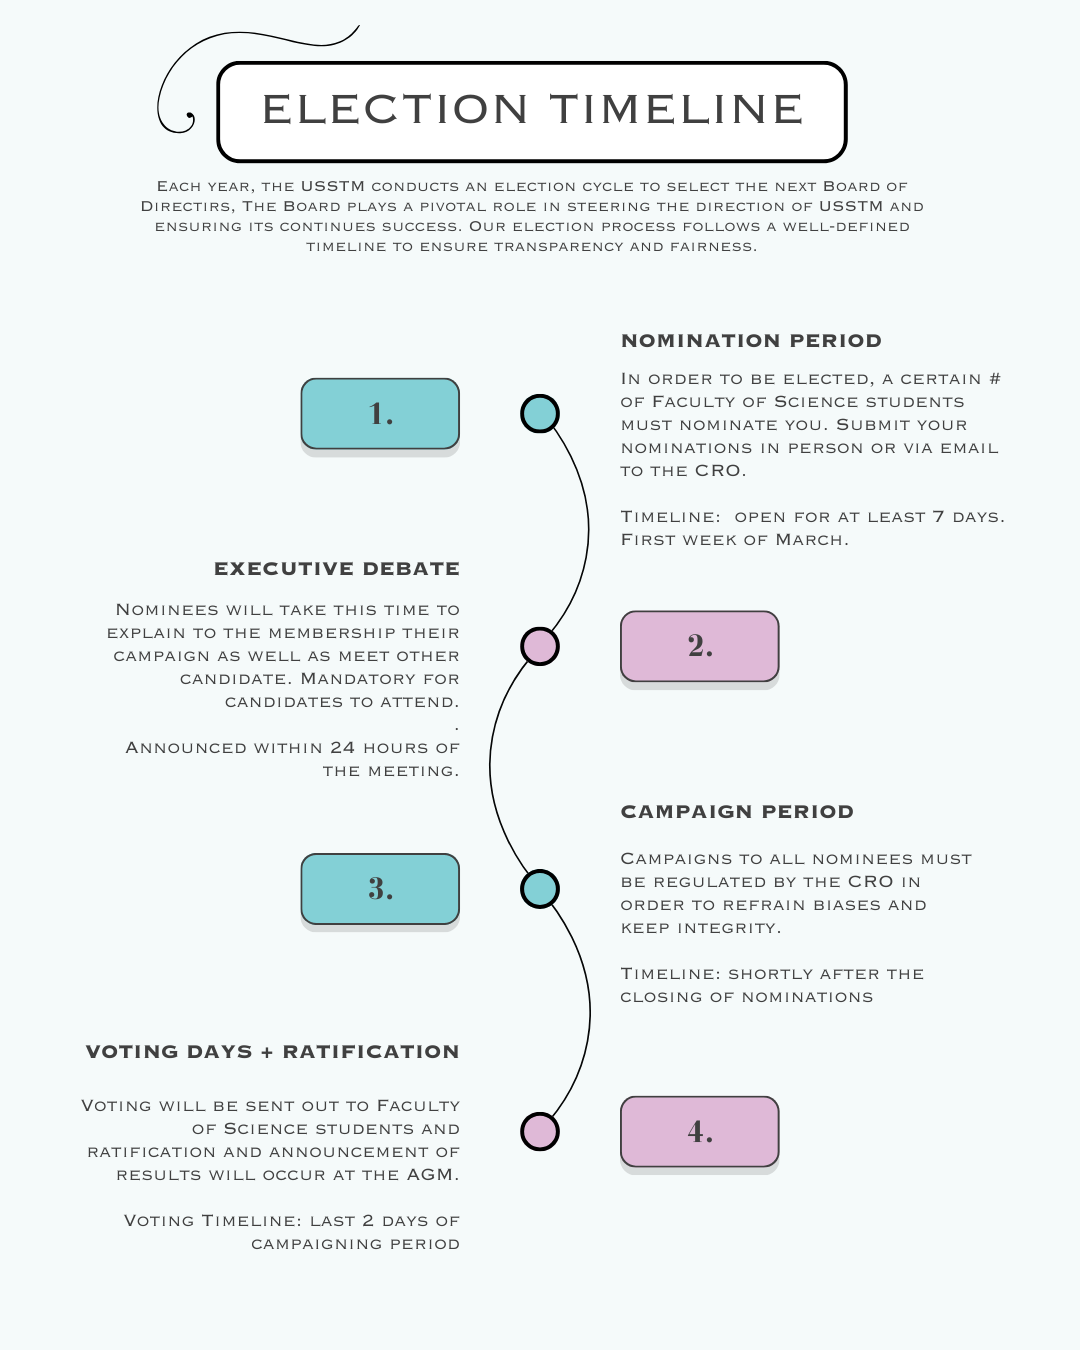 ELECTION TIMELINE
EACH YEAR, THE USSTM CONDUCTS AN ELECTION CYCLE TO SELECT THE NEXT BOARD OF
DIRECTIRS, THE BOARD PLAYS A PIVOTAL ROLE IN STEERING THE DIRECTION OF USSTM AND
ENSURING ITS CONTINUES SUCCESS. OUR ELECTION PROCESS FOLLOWS A WELL-DEFINED
TIMELINE TO ENSURE TRANSPARENCY AND FAIRNESS.
1.
NOMINATION PERIOD
IN ORDER TO BE ELECTED, A CERTAIN #
OF FACULTY OF SCIENCE STUDENTS
MUST NOMINATE YOU. SUBMIT YOUR
NOMINATIONS IN PERSON OR VIA EMAIL
TO THE CRO.
TIMELINE: OPEN FOR AT LEAST 7 DAYS.
FIRST WEEK OF MARCH.
2.
EXECUTIVE DEBATE
NOMINEES WILL TAKE THIS TIME TO
EXPLAIN TO THE MEMBERSHIP THEIR
CAMPAIGN AS WELL AS MEET OTHER
CANDIDATE. MANDATORY FOR
CANDIDATES TO ATTEND.
.
ANNOUNCED WITHIN 24 HOURS OF
THE MEETING.
3.
CAMPAIGN PERIOD
CAMPAIGNS TO ALL NOMINEES MUST
BE REGULATED BY THE CRO IN
ORDER TO REFRAIN BIASES AND
KEEP INTEGRITY.
TIMELINE: SHORTLY AFTER THE
CLOSING OF NOMINATIONS
4.
VOTING DAYS + RATIFICATION
VOTING WILL BE SENT OUT TO FACULTY
OF SCIENCE STUDENTS AND
RATIFICATION AND ANNOUNCEMENT OF
RESULTS WILL OCCUR AT THE AGM.
VOTING TIMELINE: LAST 2 DAYS OF
CAMPAIGNING PERIOD